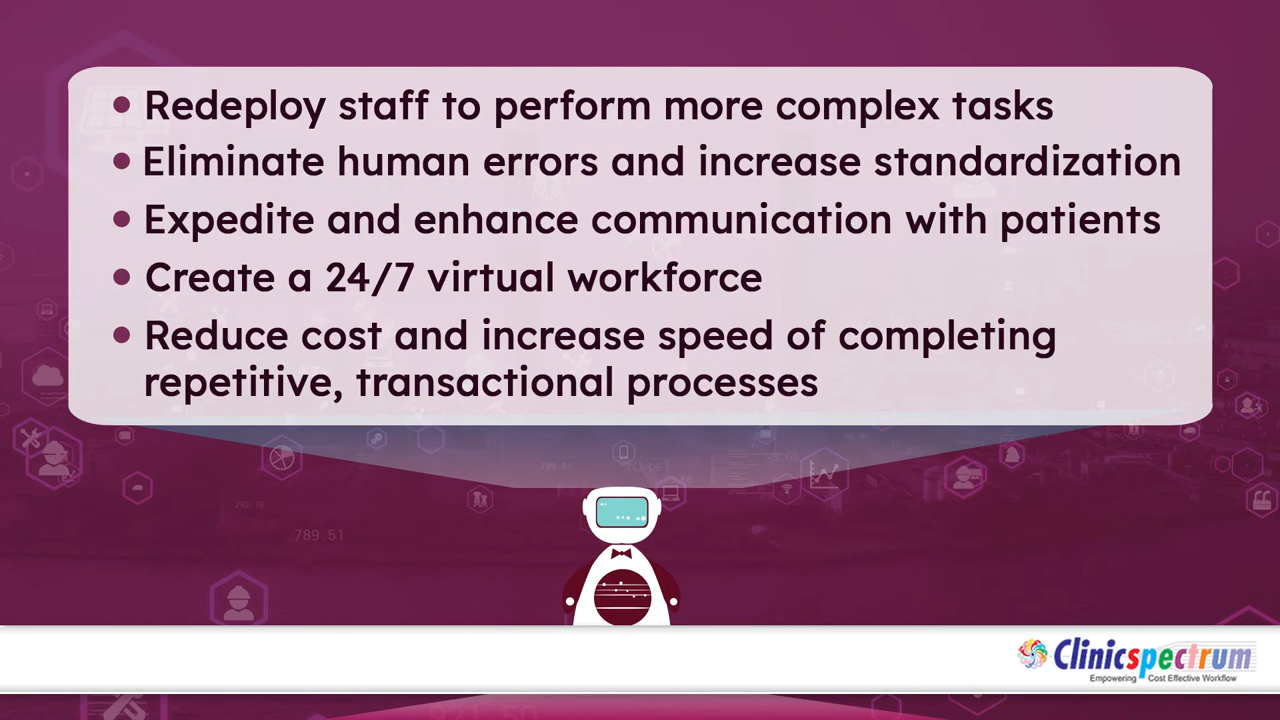 • Redeploy staff to perform more complex tasks
• Eliminate human errors and increase standardization
• Expedite and enhance communication with patients
• Create a 24/7 virtual workforce
• Reduce cost and increase speed of completing
repetitive, transactional processes
789.51
Clinicspectrum
Empowering Cost Effective Workflow